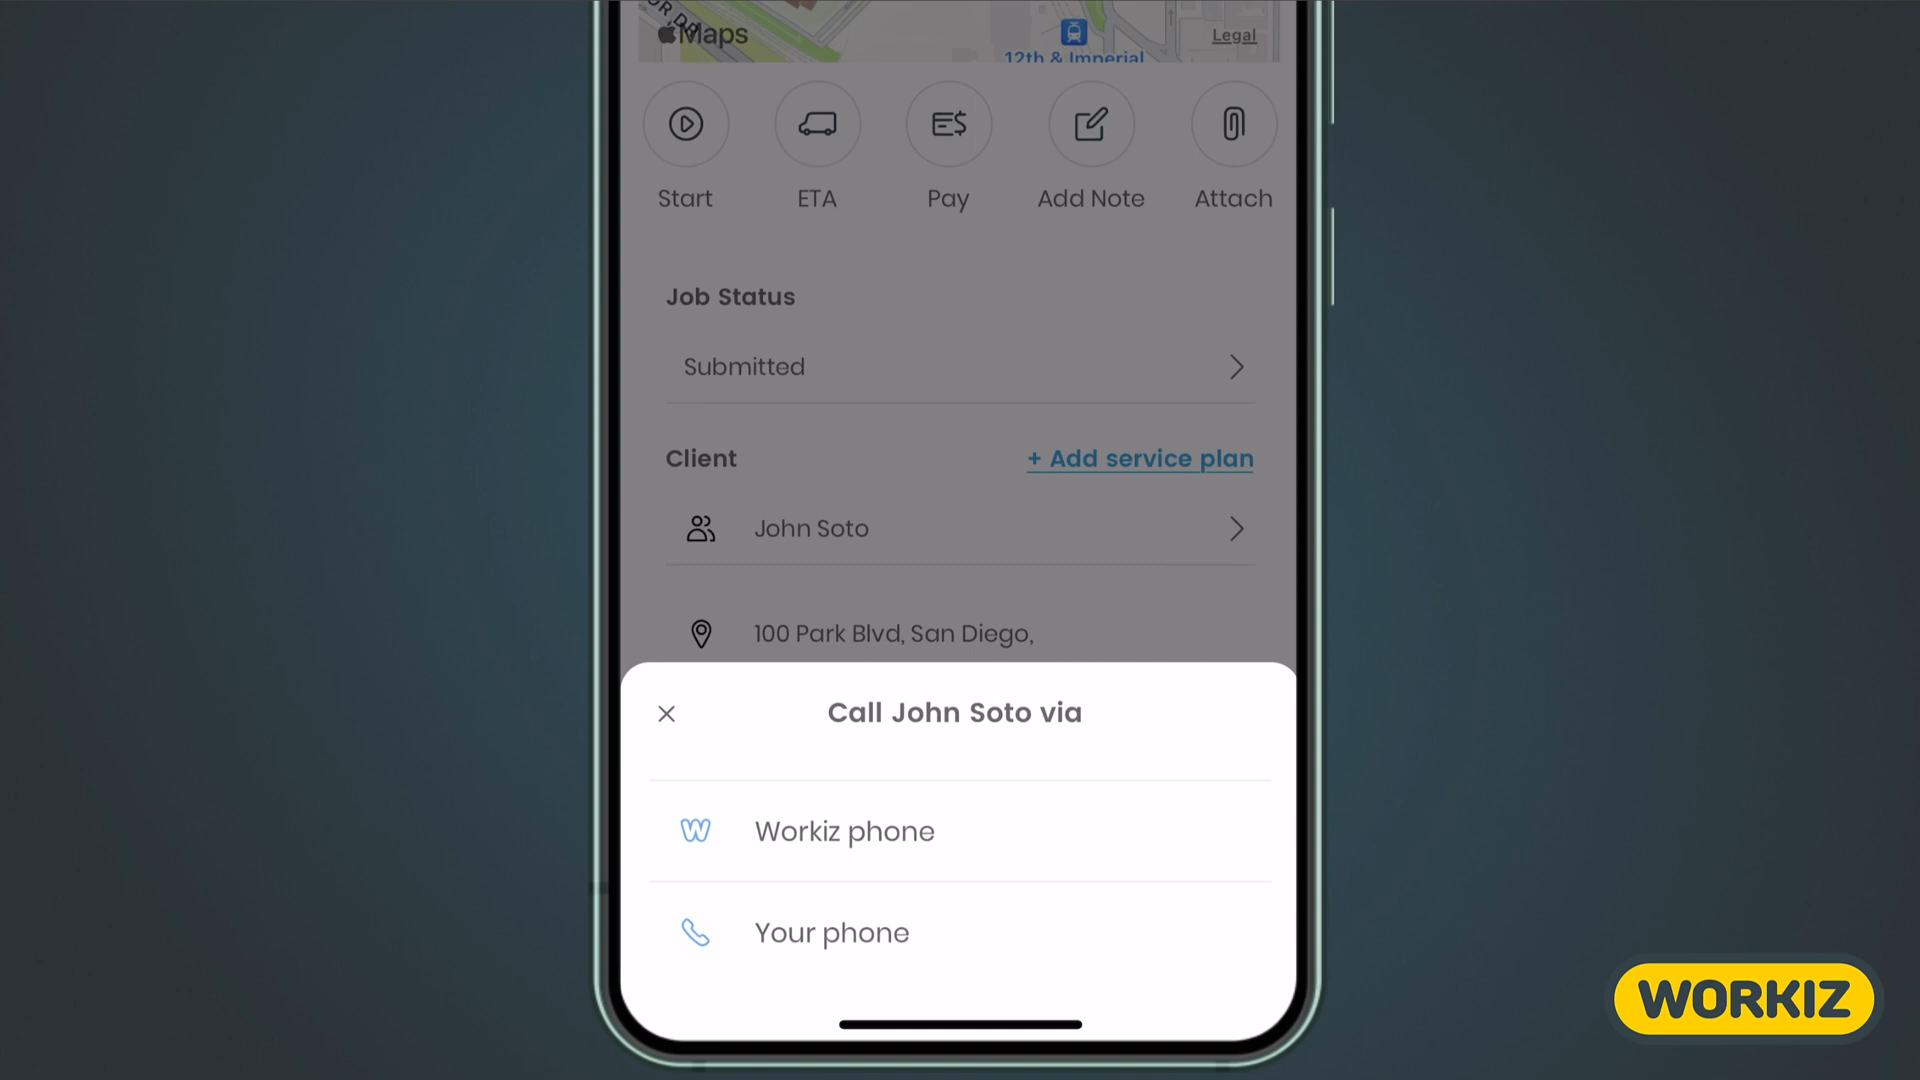 Maps
12th & Imperial
Legal
Start
ETA
Pay
Add Note
Attach
Job Status
Submitted
Client
+ Add service plan
John Soto
100 Park Blvd, San Diego,
Call John Soto via
Workiz phone
Your phone
WORKIZ